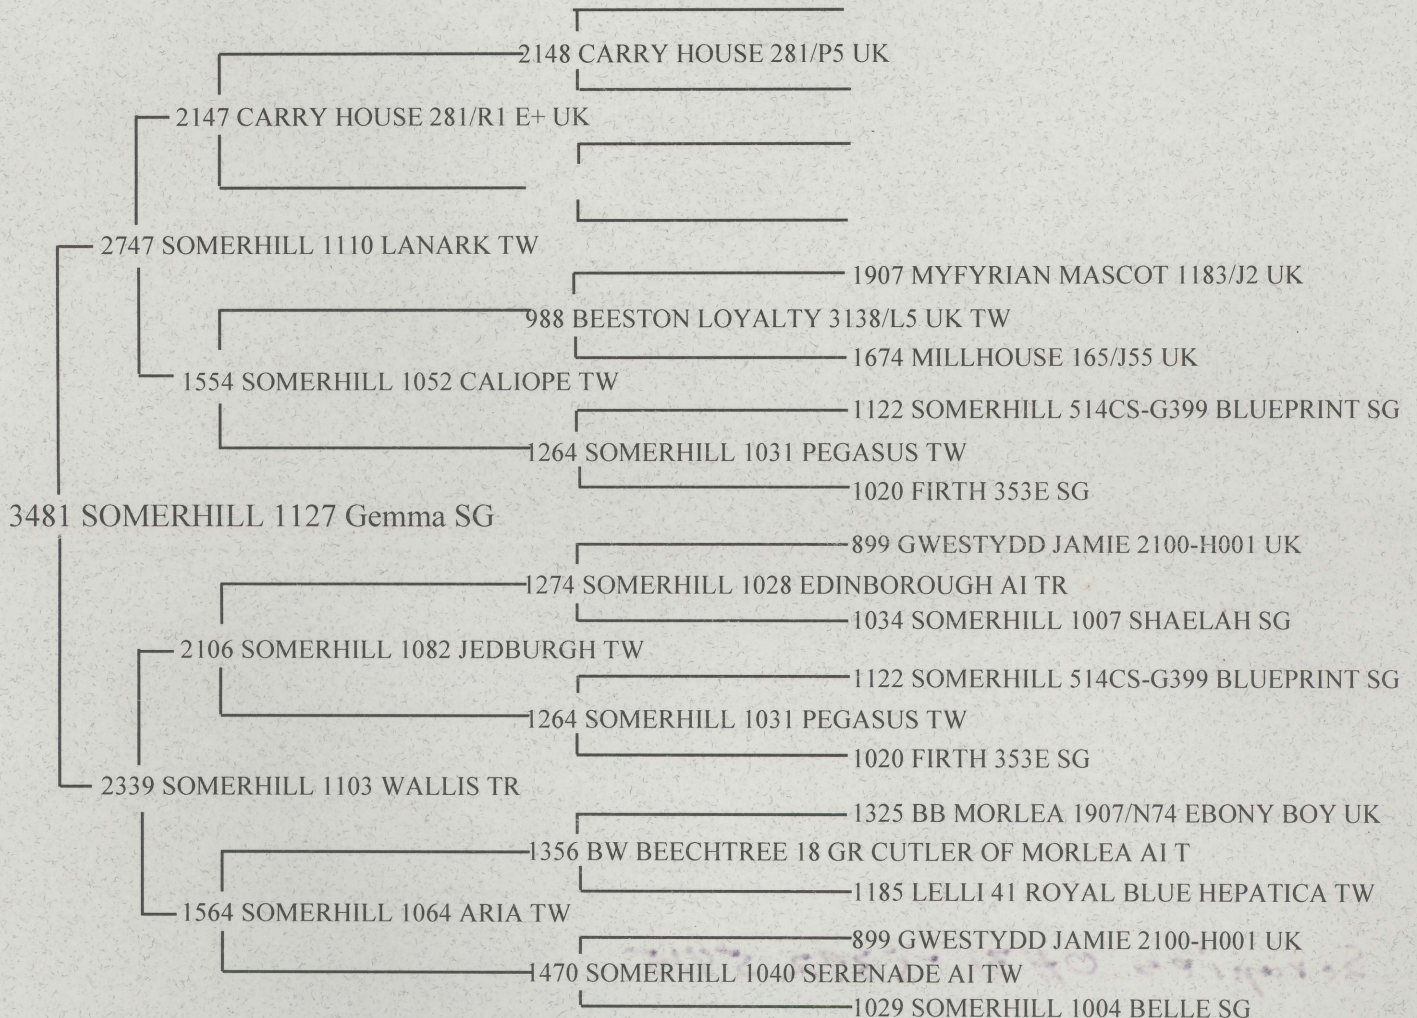 2148 CARRY HOUSE 281/P5 UK
2147 CARRY HOUSE 281/R1 E+ UK
2747 SOMERHILL 1110 LANARK TW
1907 MYFYRIAN MASCOT 1183/J2 UK
988 BEESTON LOYALTY 3138/L5 UK TW
1674 MILLHOUSE 165/J55 UK
1554 SOMERHILL 1052 CALIOPE TW
1122 SOMERHILL 514CS-G399 BLUEPRINT SG
1264 SOMERHILL 1031 PEGASUS TW
1020 FIRTH 353E SG
3481 SOMERHILL 1127 Gemma SG
899 GWESTYDD JAMIE 2100-H001 UK
1274 SOMERHILL 1028 EDINBOROUGH AI TR
1034 SOMERHILL 1007 SHAELAH SG
2106 SOMERHILL 1082 JEDBURGH TW
1122 SOMERHILL 514CS-G399 BLUEPRINT SG
1264 SOMERHILL 1031 PEGASUS TW
1020 FIRTH 353E SG
2339 SOMERHILL 1103 WALLIS TR
1325 BB MORLEA 1907/N74 EBONY BOY UK
1356 BW BEECHTREE 18 GR CUTLER OF MORLEA AI T
1185 LELLI 41 ROYAL BLUE HEPATICA TW
1564 SOMERHILL 1064 ARIA TW
899 GWESTYDD JAMIE 2100-H001 UK
1470 SOMERHILL 1040 SERENADE AI TW
1029 SOMERHILL 1004 BELLE SG